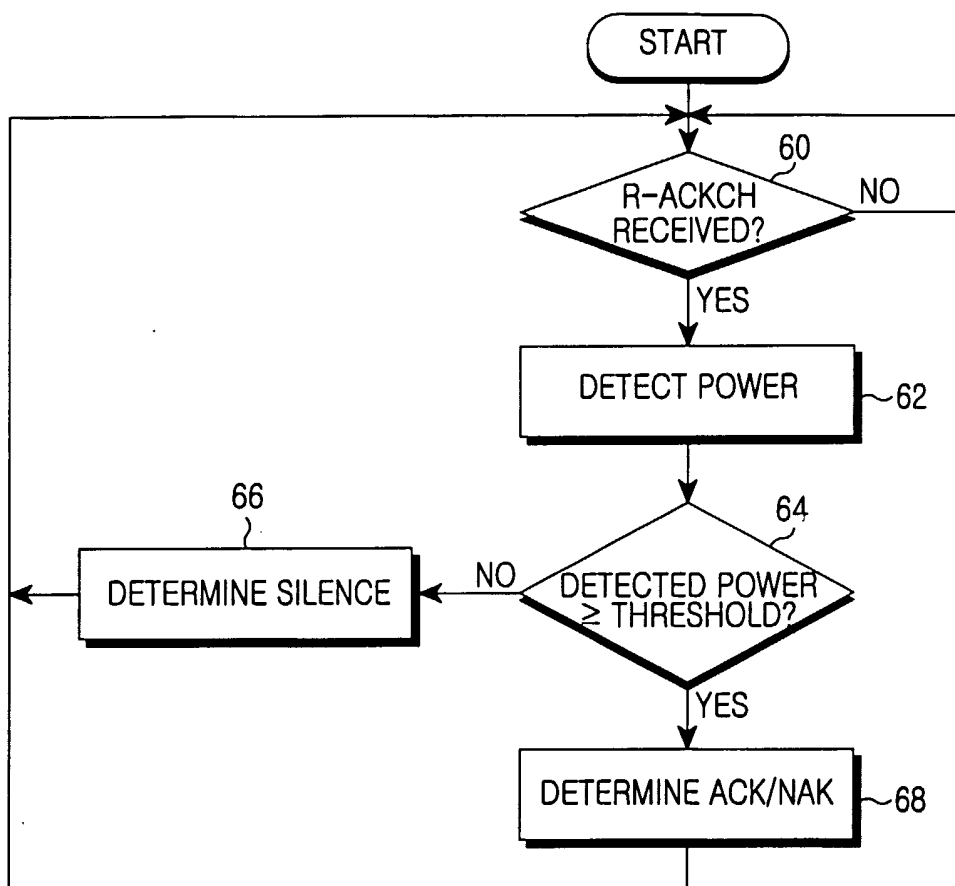 START
60
R-ACKCH
RECEIVED?
NO
YES
DETECT POWER
62
66
64
DETERMINE SILENCE
NO
DETECTED POWER
≥ THRESHOLD?
YES
DETERMINE ACK/NAK
68